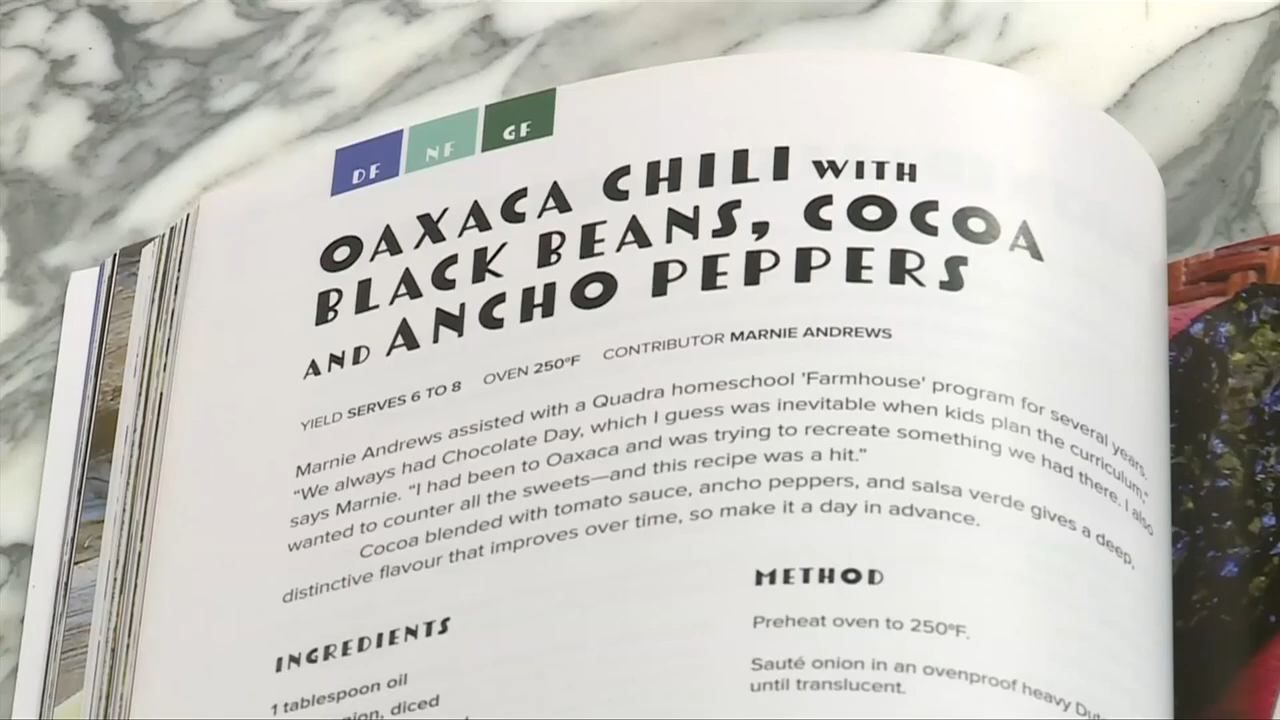 DF NF GF
OAXACA CHILI WITH
BLACK BEANS, COCOA
AND ANCHO PEPPERS
YIELD SERVES 6 TO 8 OVEN 250°F CONTRIBUTOR MARNIE ANDREWS
Marnie Andrews assisted with a Quadra homeschool 'Farmhouse' program for several years.
“We always had Chocolate Day, which I guess was inevitable when kids plan the curriculum,”
says Marnie. “I had been to Oaxaca and was trying to recreate something we had there. I also
wanted to counter all the sweets—and this recipe was a hit.”
Cocoa blended with tomato sauce, ancho peppers, and salsa verde gives a deep,
distinctive flavour that improves over time, so make it a day in advance.
INGREDIENTS
1 tablespoon oil
diced
METHOD
Preheat oven to 250°F.
Sauté onion in an ovenproof heavy
until translucent.